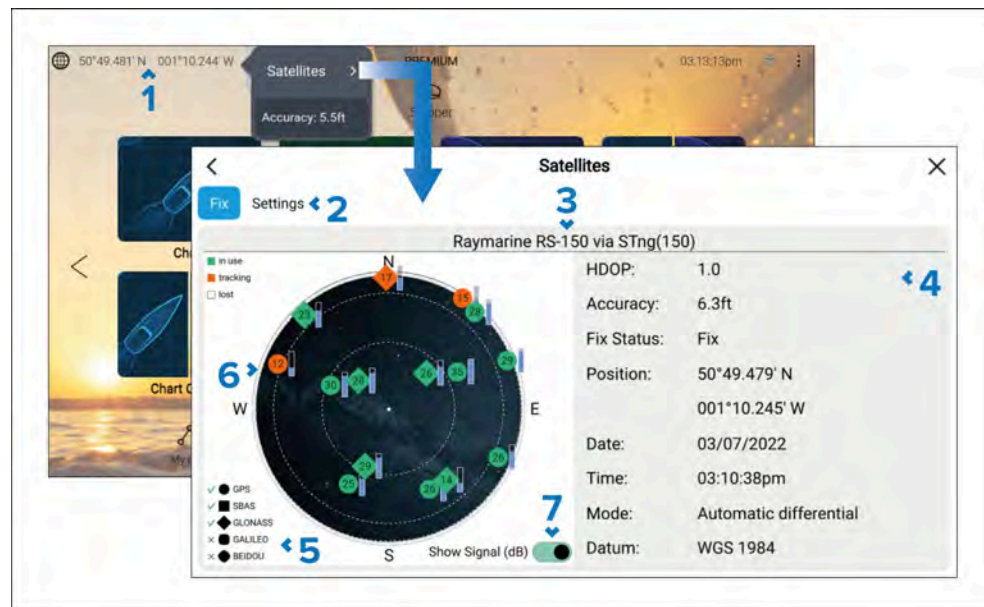 50°49.481' N 001°10.244' W
1
Satellites >
Accuracy: 5.5ft
PREMIUM
03:13:13pm
Chart
My
Satellites
Fix
Settings
2
3
Raymarine RS-150 via STng(150)
in use
tracking
lost
N
W
E
S
17
15
28
23
29
12
30
28
26
35
29
25
26
14
26
6
GPS
SBAS
GLONASS
GALILEO
BEIDOU
5
7
Show Signal (dB)
4
HDOP: 1.0
Accuracy: 6.3ft
Fix Status: Fix
Position: 50°49.479' N
001°10.245' W
Date: 03/07/2022
Time: 03:10:38pm
Mode: Automatic differential
Datum: WGS 1984